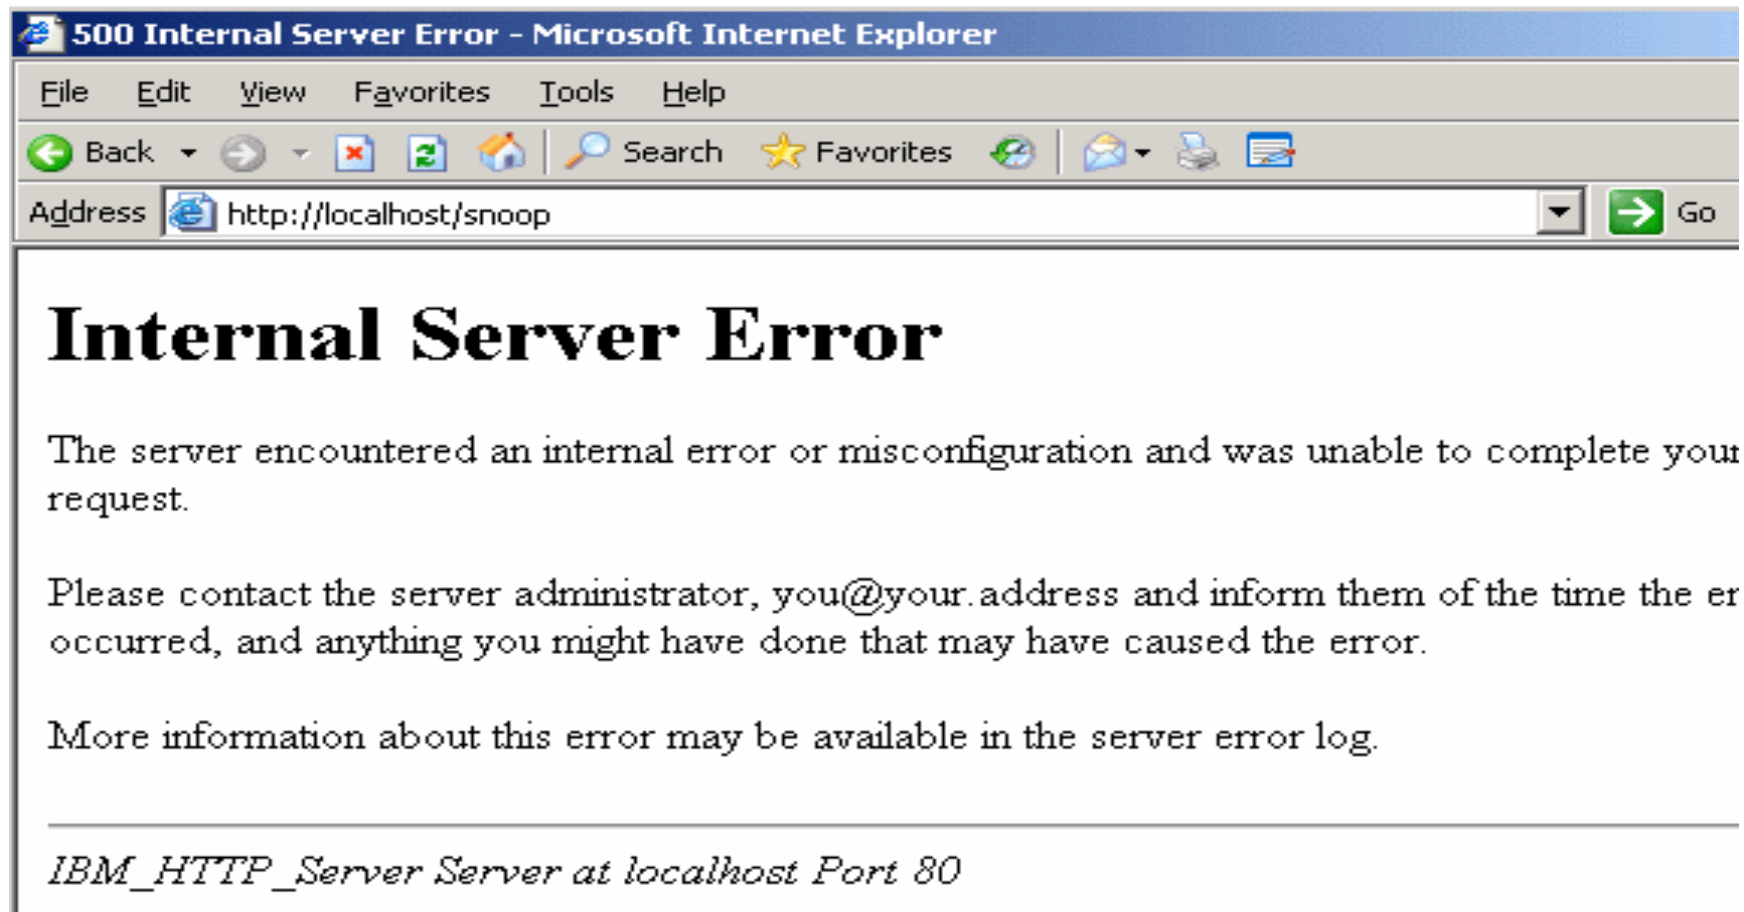 500 Internal Server Error - Microsoft Internet Explorer
File Edit View Favorites Tools Help
Back Search Favorites
Address http://localhost/snoop Go
Internal Server Error
The server encountered an internal error or misconfiguration and was unable to complete your
request.
Please contact the server administrator, you@your.address and inform them of the time the
occurred, and anything you might have done that may have caused the error.
More information about this error may be available in the server error log.
IBM_HTTP_Server Server at localhost Port 80